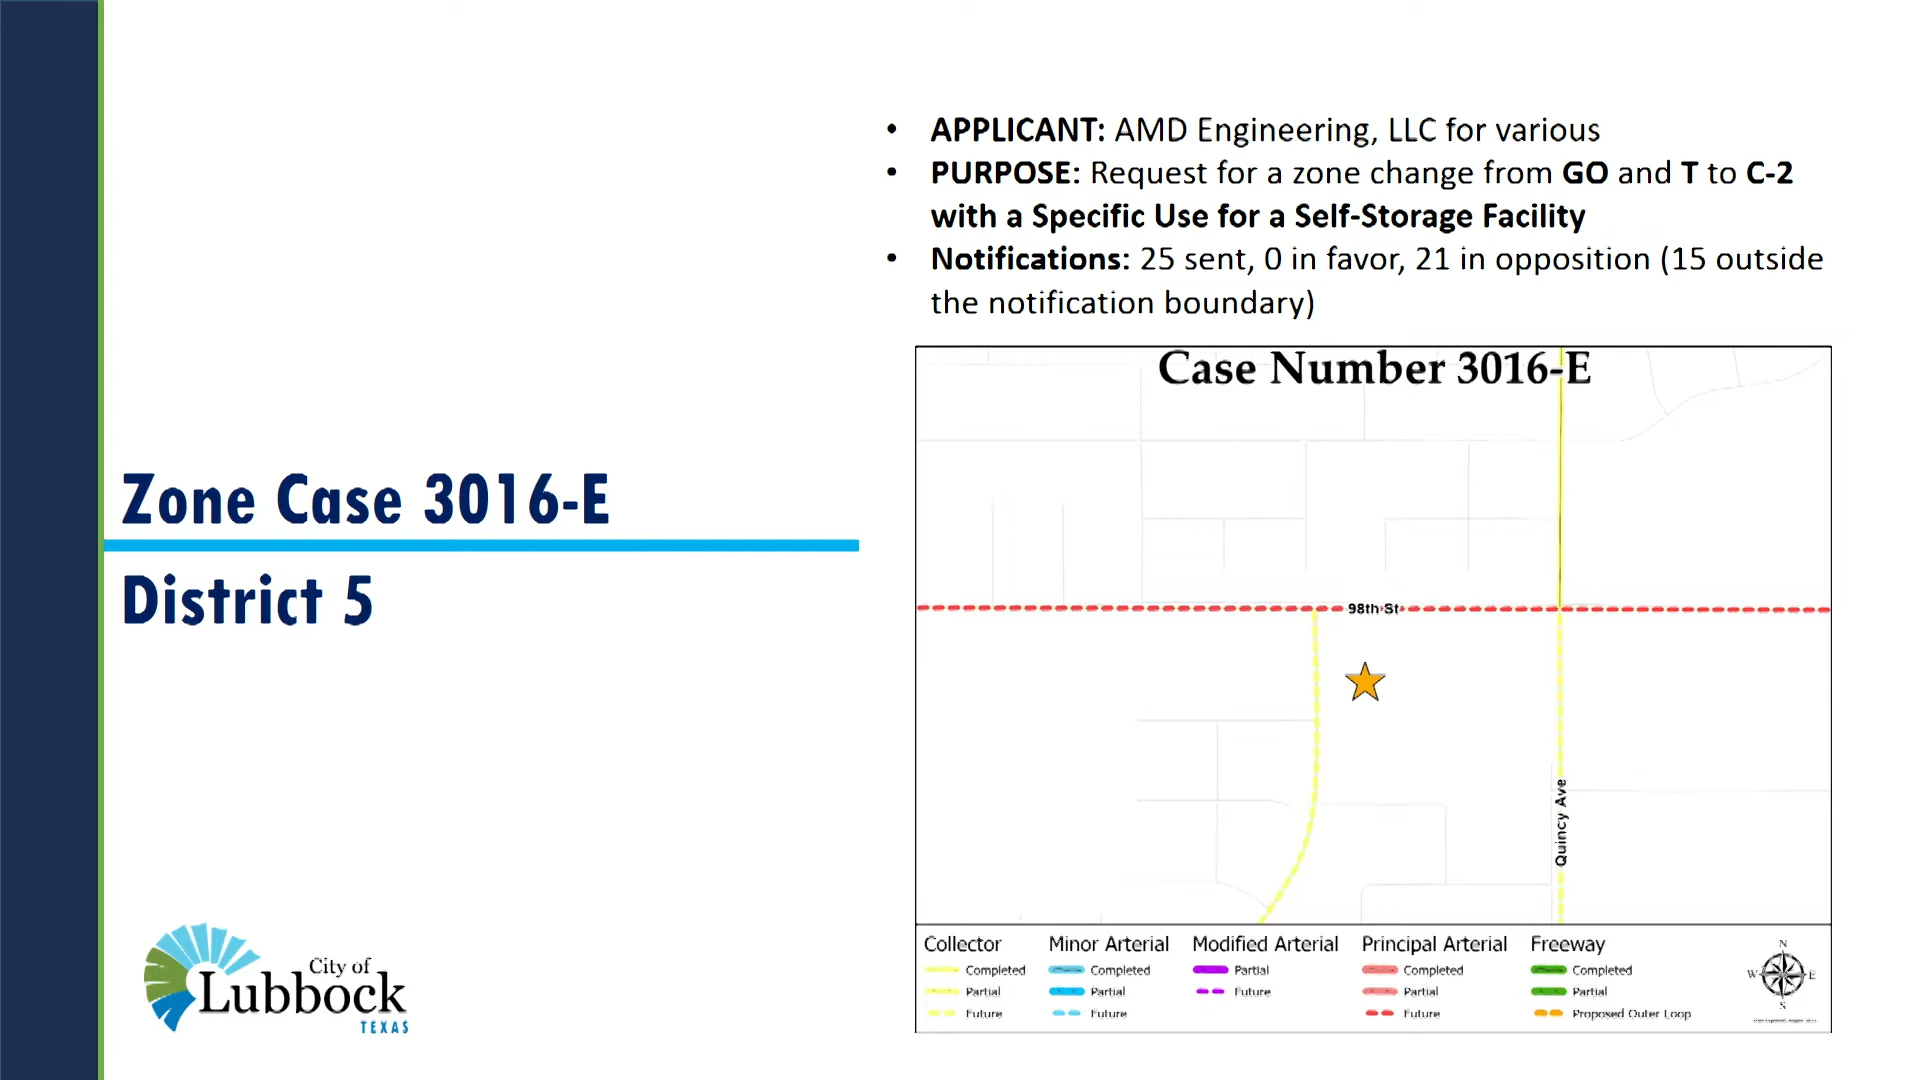 • APPLICANT: AMD Engineering, LLC for various
• PURPOSE: Request for a zone change from GO and T to C-2
with a Specific Use for a Self-Storage Facility
• Notifications: 25 sent, 0 in favor, 21 in opposition (15 outside
the notification boundary)
Zone Case 3016-E
District 5
City of
Lubbock
TEXAS
Case Number 3016-E
98th St
Quincy Ave
Collector
Completed
Partial
Future
Minor Arterial
Completed
Partial
Future
Modified Arterial
Partial
Future
Principal Arterial
Completed
Partial
Future
Freeway
Completed
Partial
Proposed Outer Loop
N
W E
S